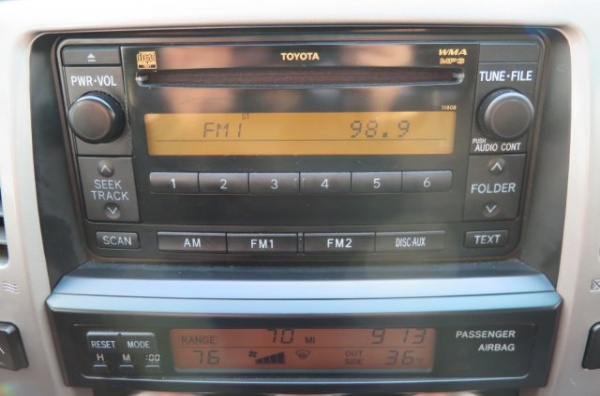 TOYOTA
WMA
MP3
PWR·VOL
TUNE·FILE
11808
ST
FM1 98.9
PUSH
AUDIO CONT
SEEK
TRACK
1 2 3 4 5 6
FOLDER
SCAN AM FM1 FM2 DISC·AUX TEXT
RESET MODE
H M :00
RANGE 70 MI 9:13
76 OUT SIDE 36°F
PASSENGER
AIRBAG